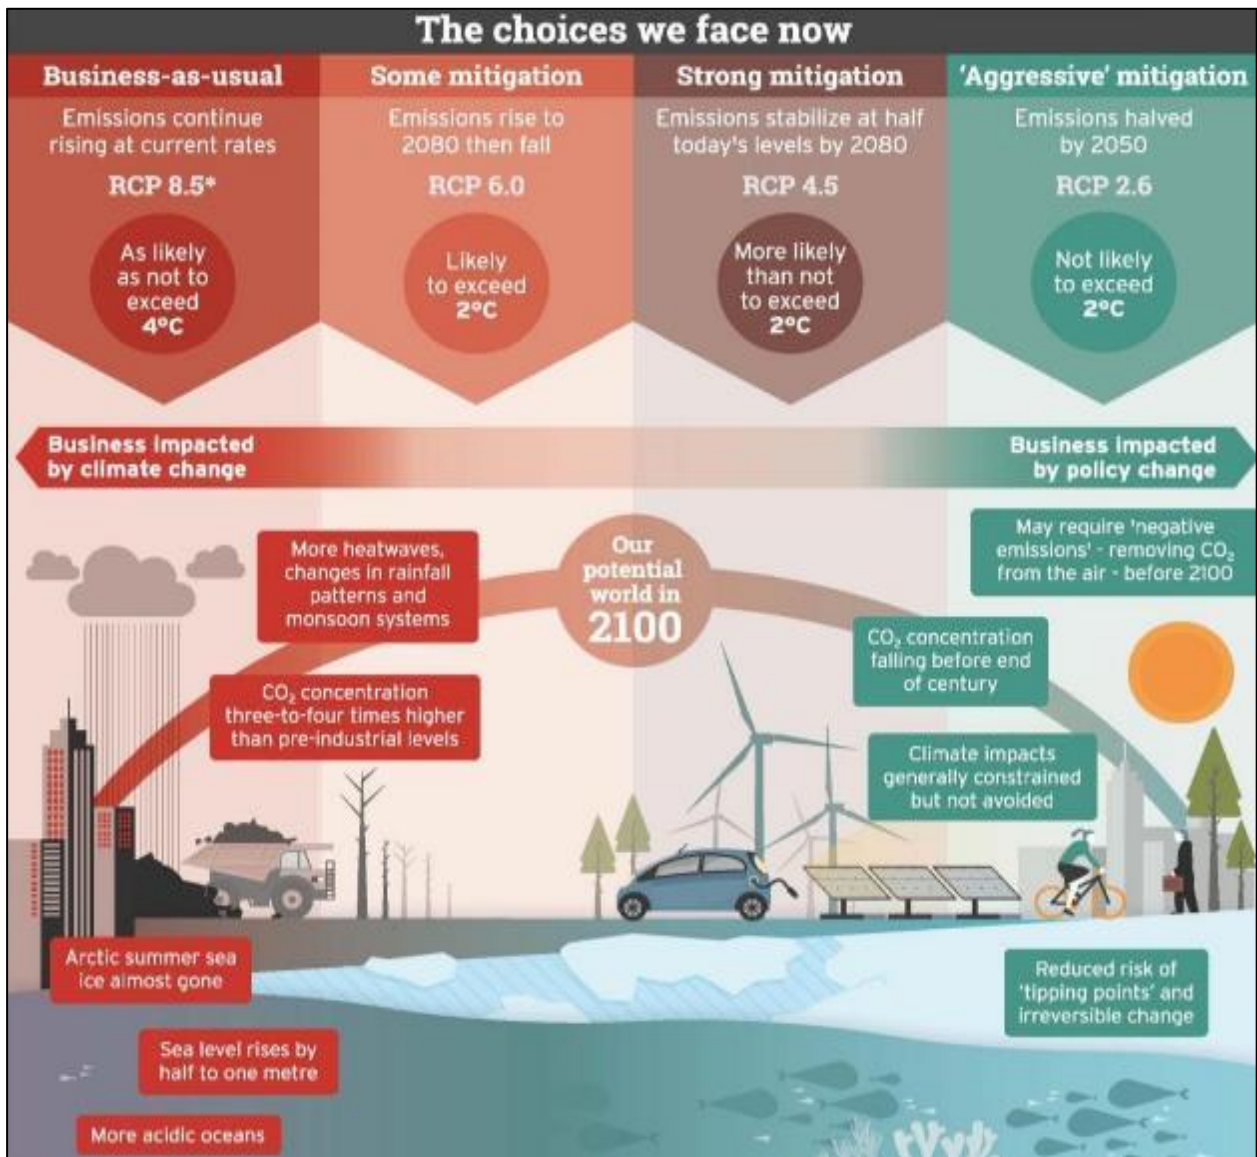 The choices we face now
Business-as-usual
Emissions continue
rising at current rates
RCP 8.5*
As likely
as not to
exceed
4°C
Some mitigation
Emissions rise to
2080 then fall
RCP 6.0
Likely
to exceed
2°C
Strong mitigation
Emissions stabilize at half
today's levels by 2080
RCP 4.5
More likely
than not
to exceed
2°C
'Aggressive' mitigation
Emissions halved
by 2050
RCP 2.6
Not likely
to exceed
2°C
Business impacted
by climate change
Business impacted
by policy change
More heatwaves,
changes in rainfall
patterns and
monsoon systems
Our
potential
world in
2100
May require 'negative
emissions' - removing CO₂
from the air - before 2100
CO₂ concentration
falling before end
of century
CO₂ concentration
three-to-four times higher
than pre-industrial levels
Climate impacts
generally constrained
but not avoided
Arctic summer sea
ice almost gone
Reduced risk of
'tipping points' and
irreversible change
Sea level rises by
half to one metre
More acidic oceans